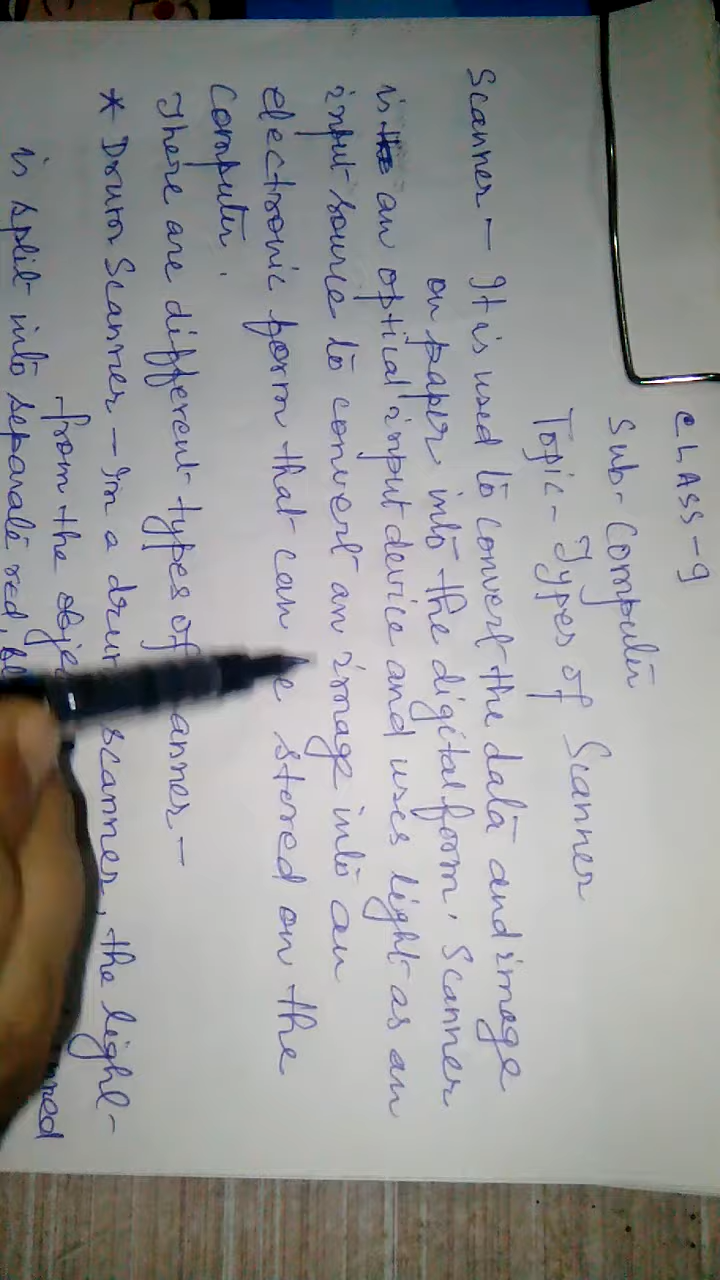 CLASS-9
Sub- Computer
Topic- Types of Scanner
Scanner - It is used to convert the data and image
on paper into the digital form. Scanner
is the an optical input device and uses light as an
input source to convert an image into an
electronic form that can be stored on the
computer.
There are different types of Scanner -
* Drum Scanner - In a drum scanner, the light
from the
is split into separate red,